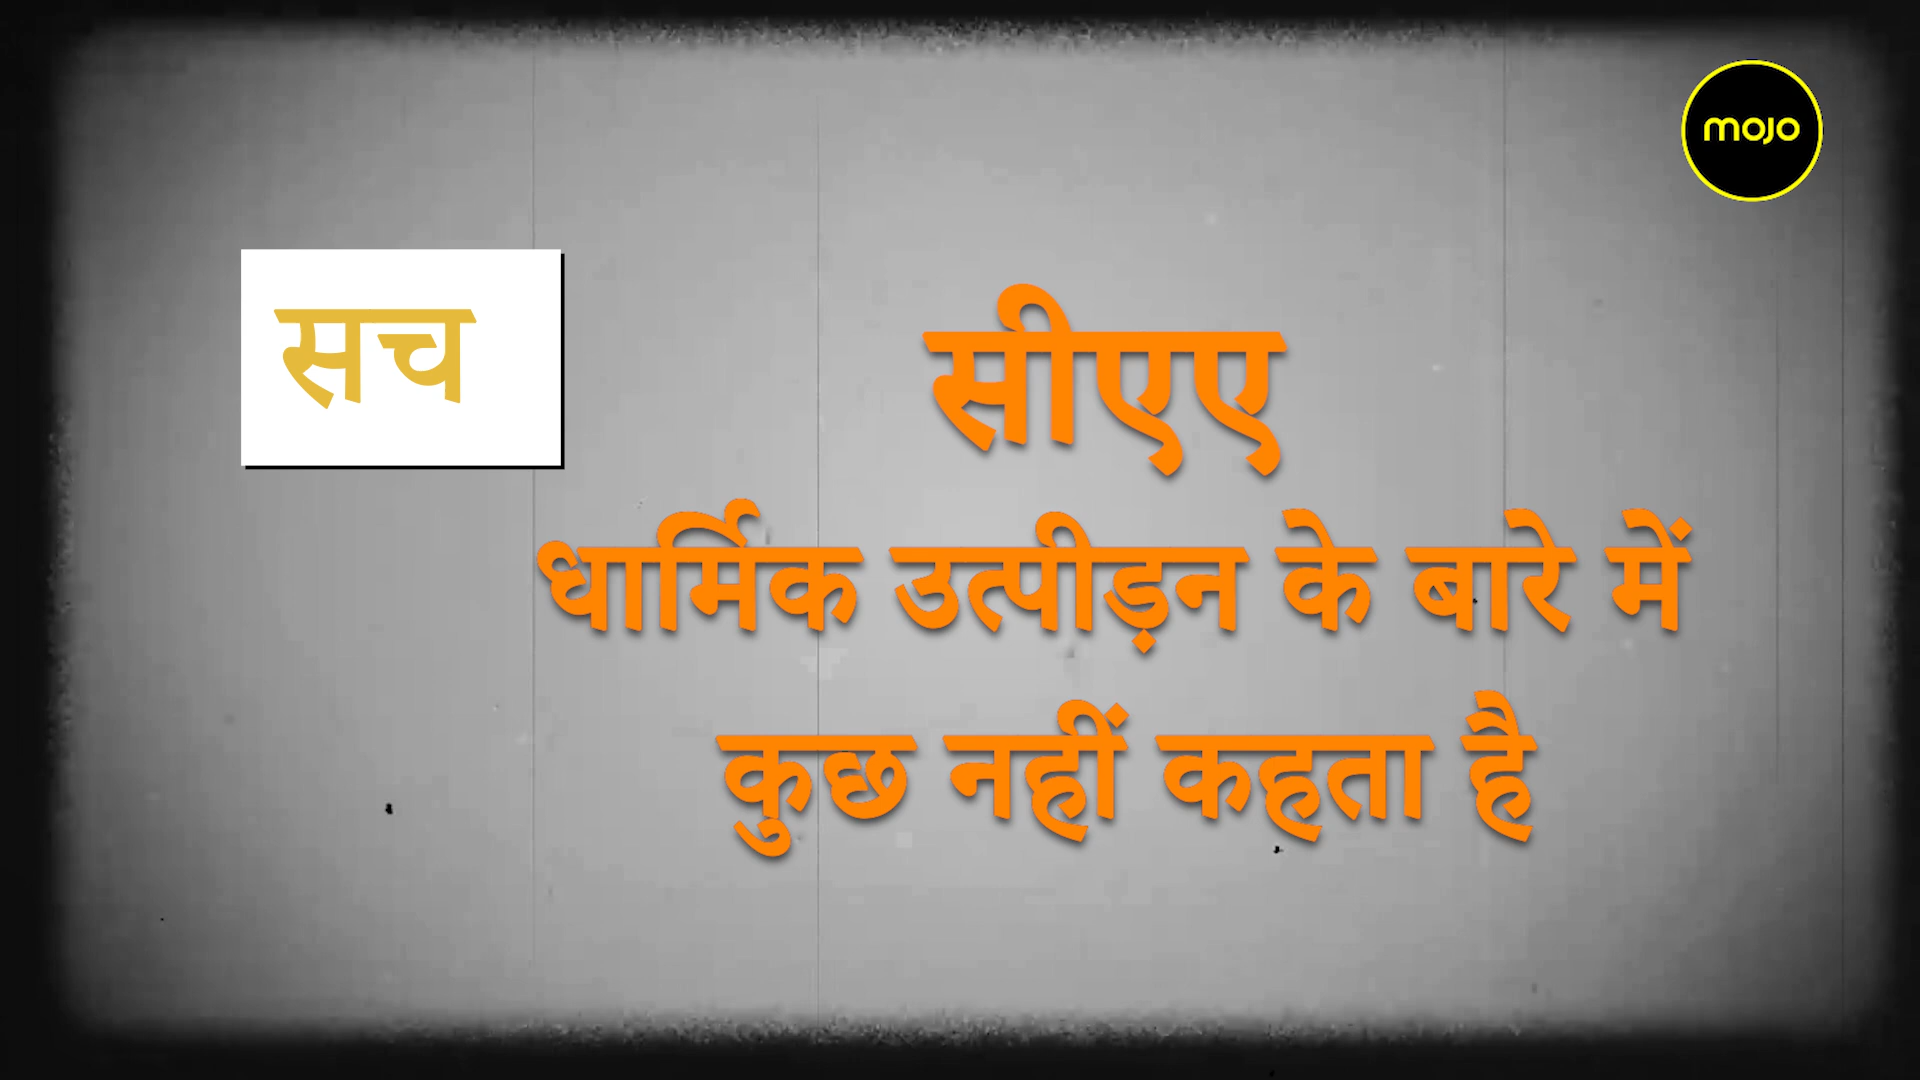 mojo
सच
सीएए
धार्मिक उत्पीड़न के बारे में
कुछ नहीं कहता है